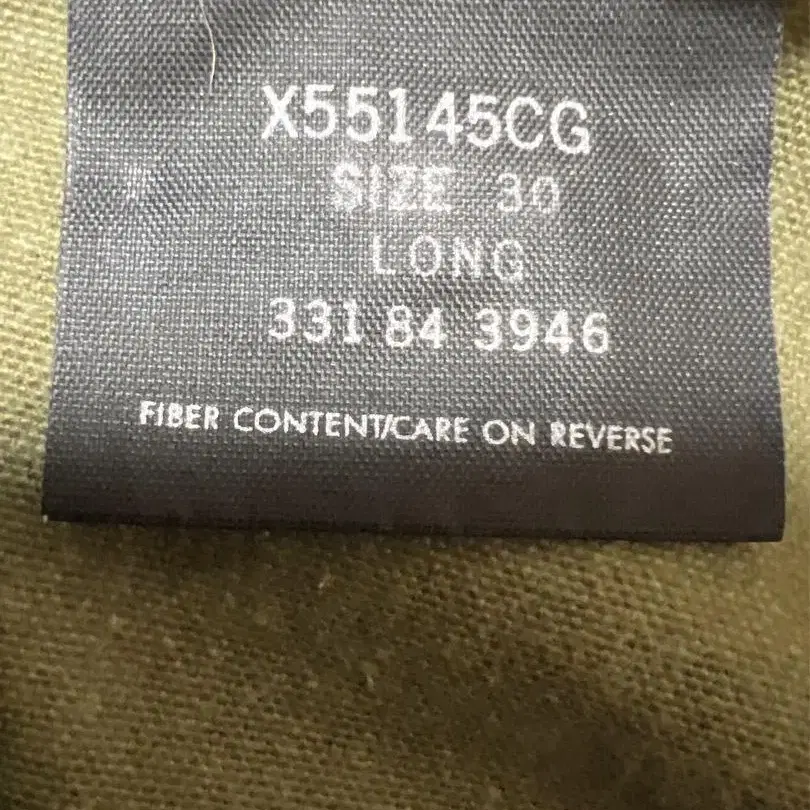 X55145CG
SIZE 30
LONG
331 84 3946
FIBER CONTENT/CARE ON REVERSE